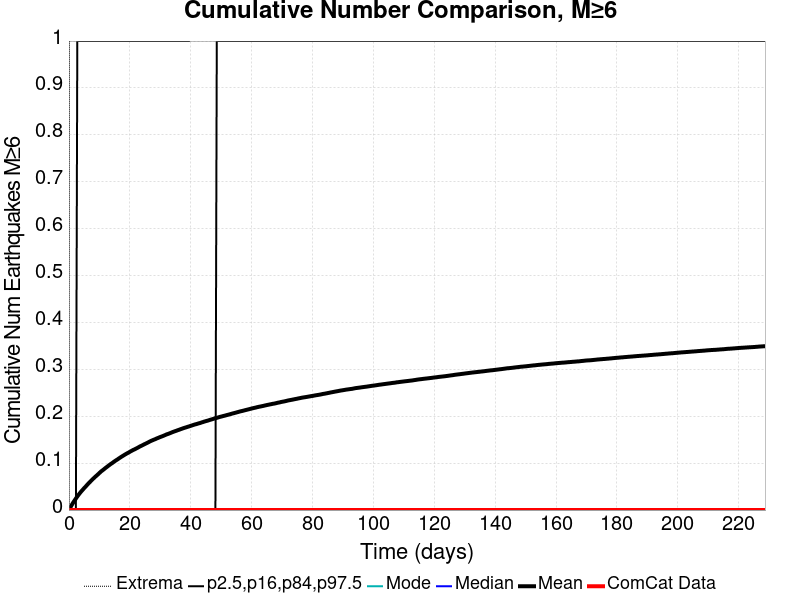 Cumulative Number Comparison, M≥6
Cumulative Num Earthquakes M≥6
1
0.9
0.8
0.7
0.6
0.5
0.4
0.3
0.2
0.1
0
0 20 40 60 80 100 120 140 160 180 200 220
Time (days)
Extrema p2.5,p16,p84,p97.5 Mode Median Mean ComCat Data